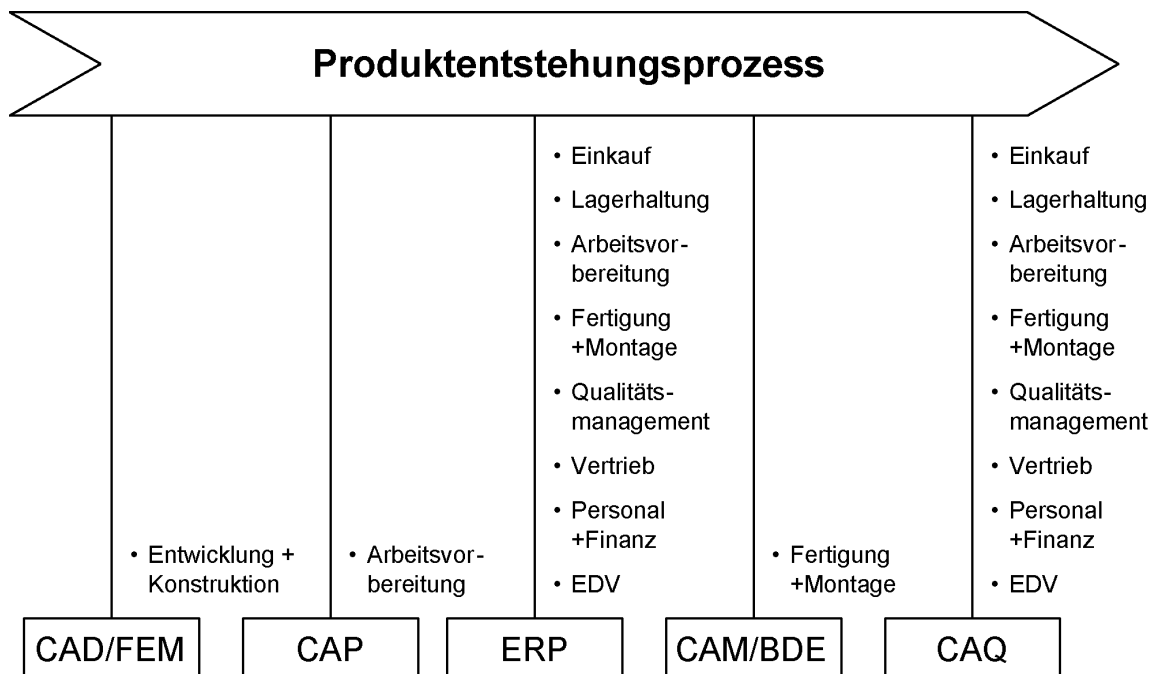 Produktentstehungsprozess
• Entwicklung +
Konstruktion
CAD/FEM
• Arbeitsvor-
bereitung
CAP
• Einkauf
• Lagerhaltung
• Arbeitsvor-
bereitung
• Fertigung
+Montage
• Qualitäts-
management
• Vertrieb
• Personal
+Finanz
• EDV
ERP
• Fertigung
+Montage
CAM/BDE
• Einkauf
• Lagerhaltung
• Arbeitsvor-
bereitung
• Fertigung
+Montage
• Qualitäts-
management
• Vertrieb
• Personal
+Finanz
• EDV
CAQ